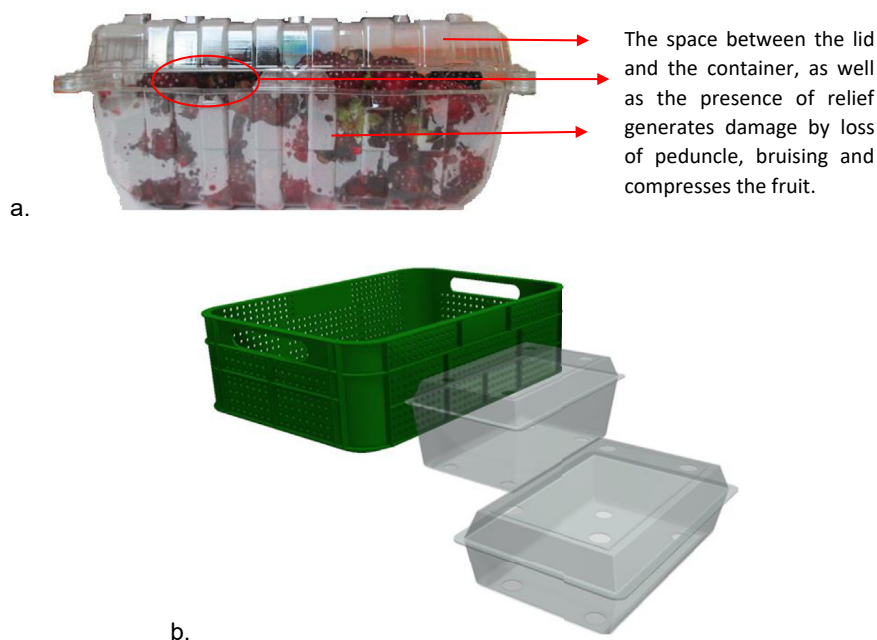 The space between the lid
and the container, as well
as the presence of relief
generates damage by loss
of peduncle, bruising and
compresses the fruit.
a.
b.